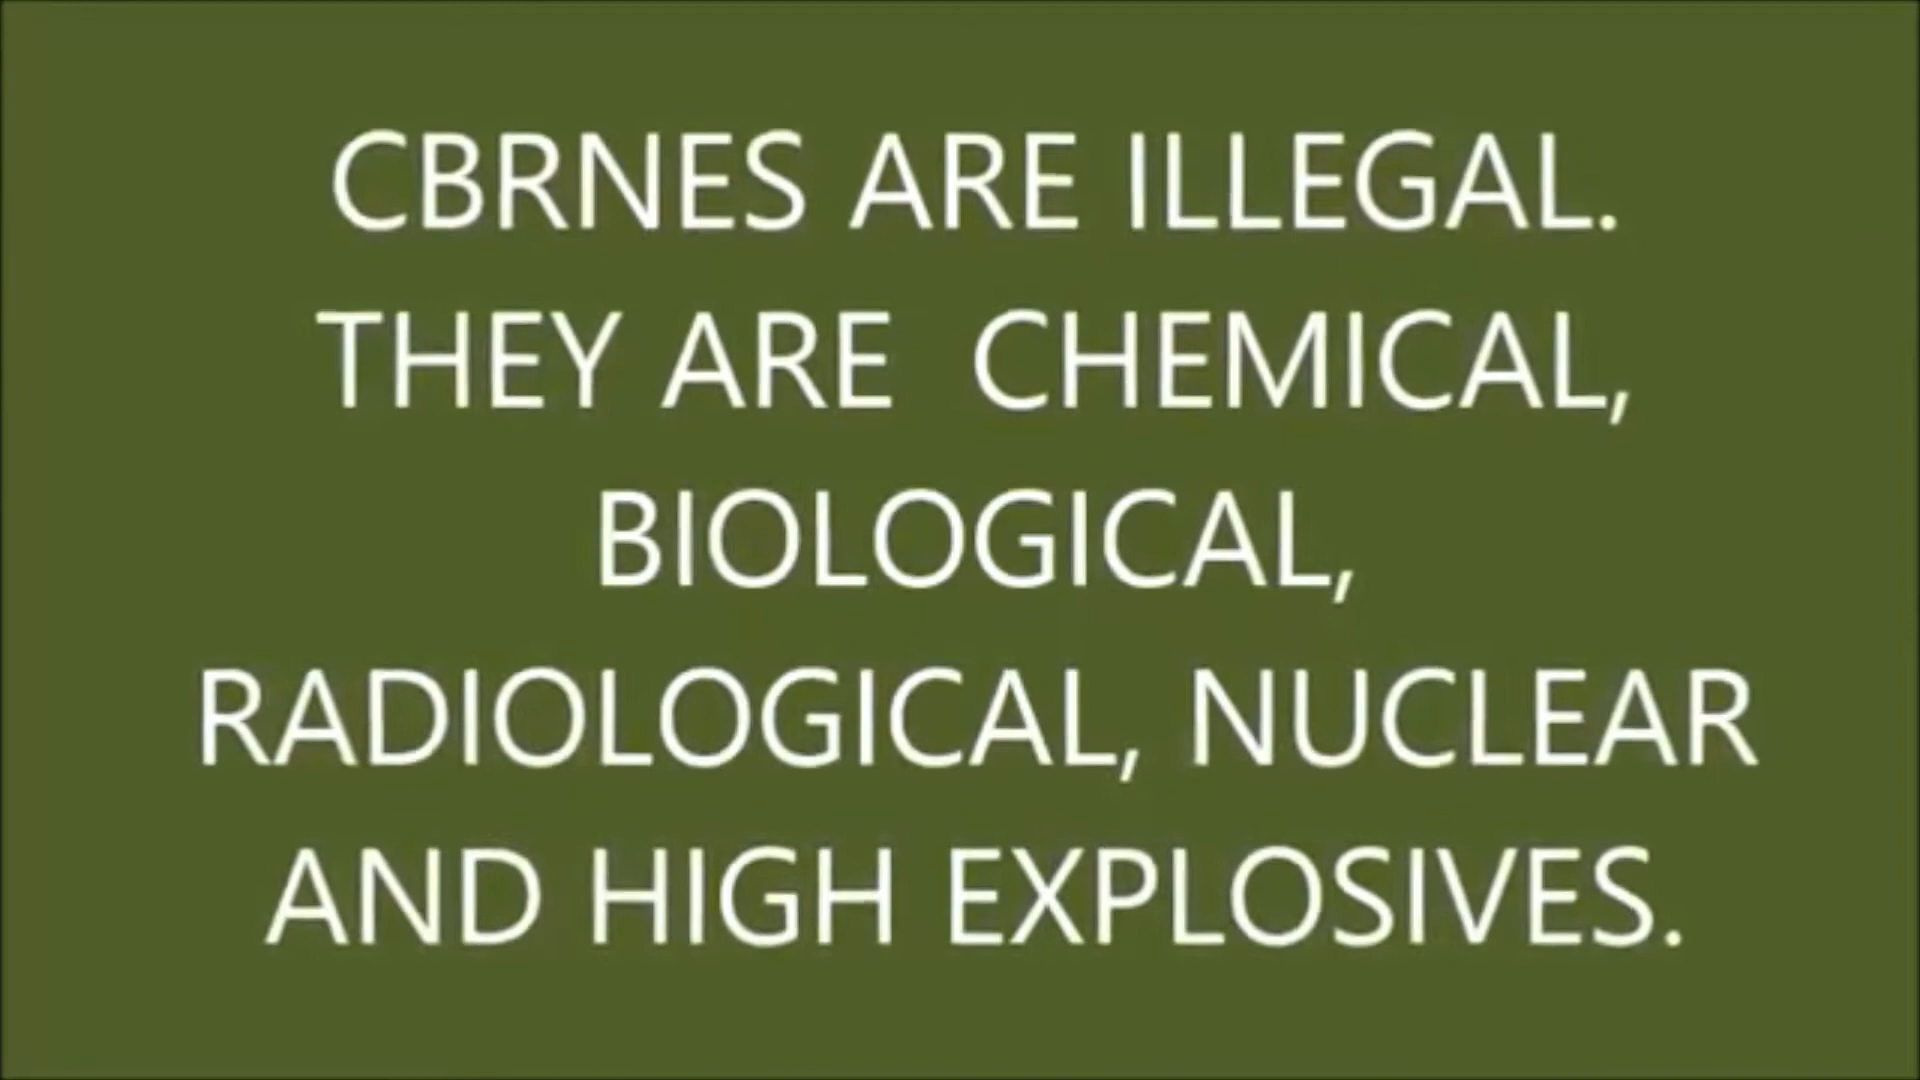 CBRNES ARE ILLEGAL.
THEY ARE  CHEMICAL,
BIOLOGICAL,
RADIOLOGICAL, NUCLEAR
AND HIGH EXPLOSIVES.